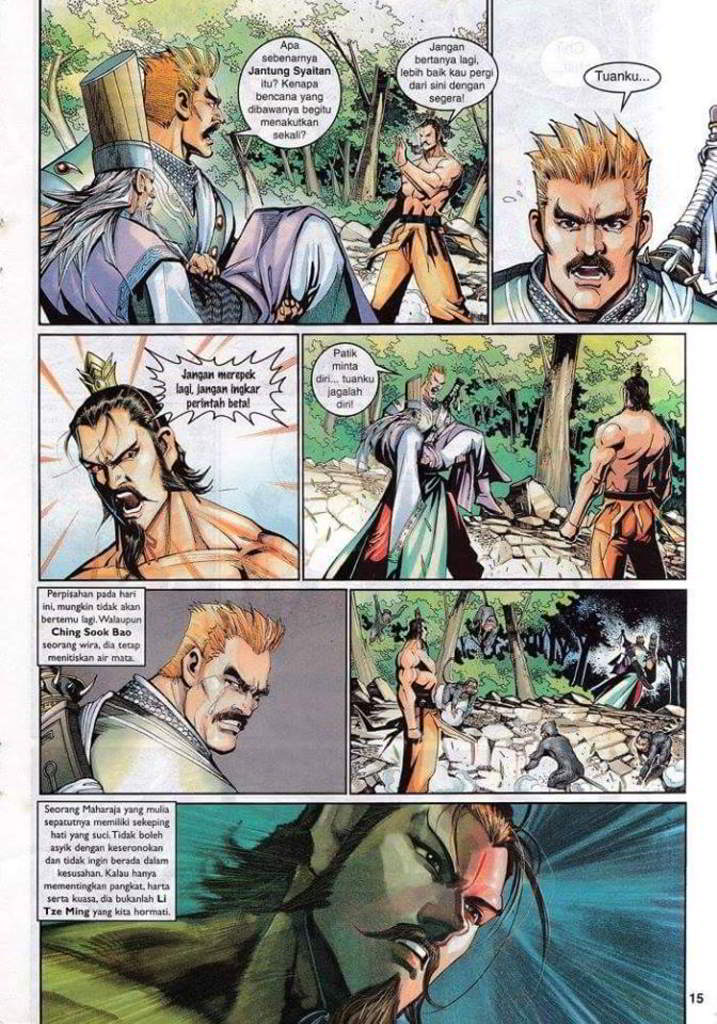 Apa
sebenarnya
Jantung Syaitan
itu? Kenapa
bencana yang
dibawanya begitu
menakutkan
sekali?
Jangan
bertanya lagi,
lebih baik kau pergi
dari sini dengan
segera!
Tuanku...
Jangan merepek
lagi, jangan ingkar
perintah beta!
Patik
minta
diri... tuanku
jagalah
diri!
Perpisahan pada hari
ini, mungkin tidak akan
bertemu lagi. Walaupun
Ching Sook Bao
seorang wira, dia tetap
menitiskan air mata.
Seorang Maharaja yang mulia
sepatutnya memiliki sekeping
hati yang suci. Tidak boleh
asyik dengan keseronokan
dan tidak ingin berada dalam
kesusahan. Kalau hanya
mementingkan pangkat, harta
serta kuasa, dia bukanlah Li
Tze Ming yang kita hormati.
15